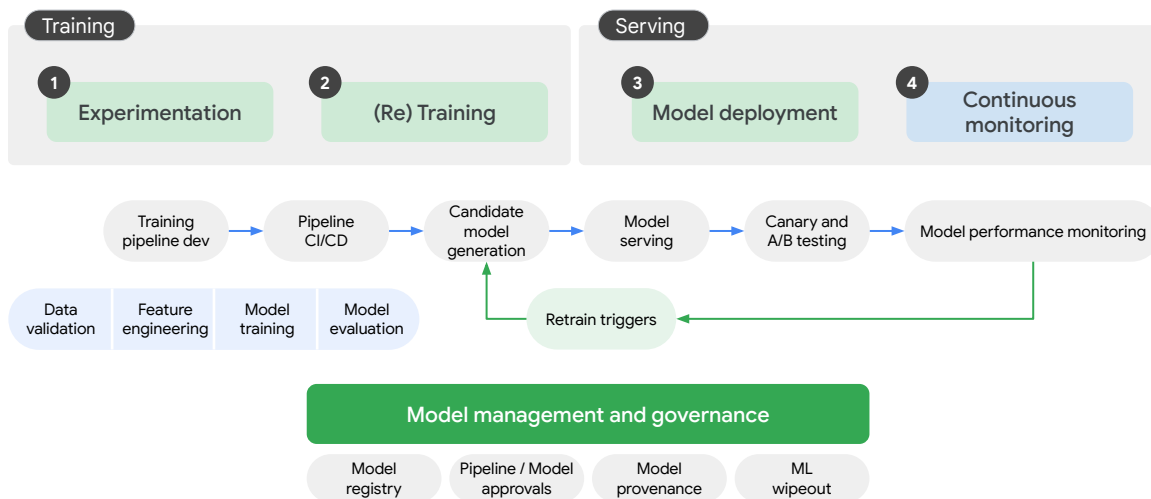 Training
Serving
1
Experimentation
2
(Re) Training
3
Model deployment
4
Continuous
monitoring
Training
pipeline dev
Pipeline
CI/CD
Candidate
model
generation
Model
serving
Canary and
A/B testing
Model performance monitoring
Data
validation
Feature
engineering
Model
training
Model
evaluation
Retrain triggers
Model management and governance
Model
registry
Pipeline / Model
approvals
Model
provenance
ML
wipeout